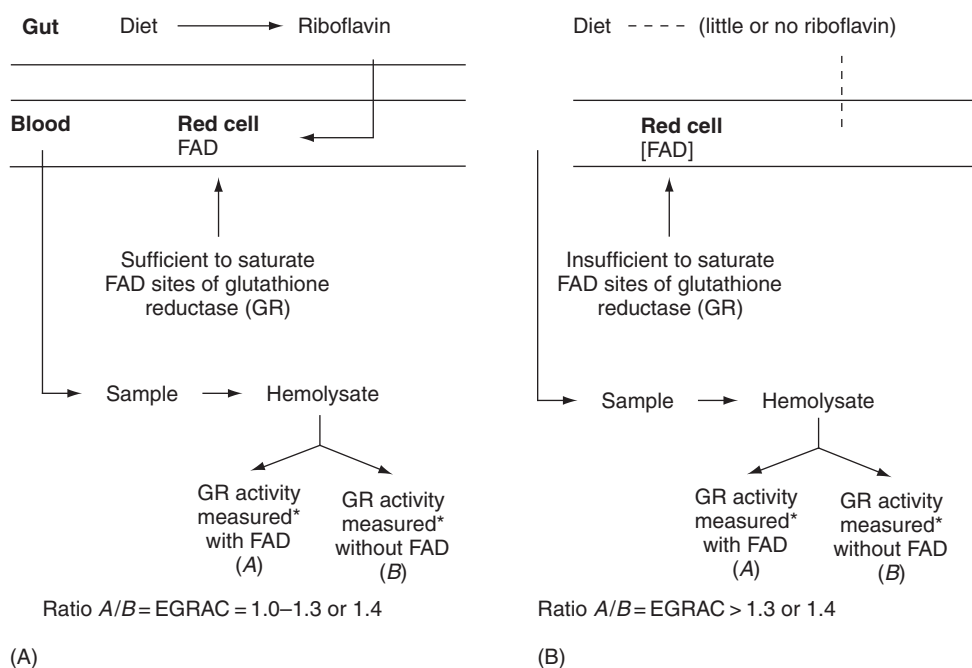 Gut Diet Riboflavin
Blood Red cell
FAD
Sufficient to saturate
FAD sites of glutathione
reductase (GR)
Sample Hemolysate
GR activity
measured*
with FAD
(A)
GR activity
measured*
without FAD
(B)
Ratio A/B = EGRAC = 1.0–1.3 or 1.4
(A)
Diet (little or no riboflavin)
Red cell
[FAD]
Insufficient to saturate
FAD sites of glutathione
reductase (GR)
Sample Hemolysate
GR activity
measured*
with FAD
(A)
GR activity
measured*
without FAD
(B)
Ratio A/B = EGRAC > 1.3 or 1.4
(B)